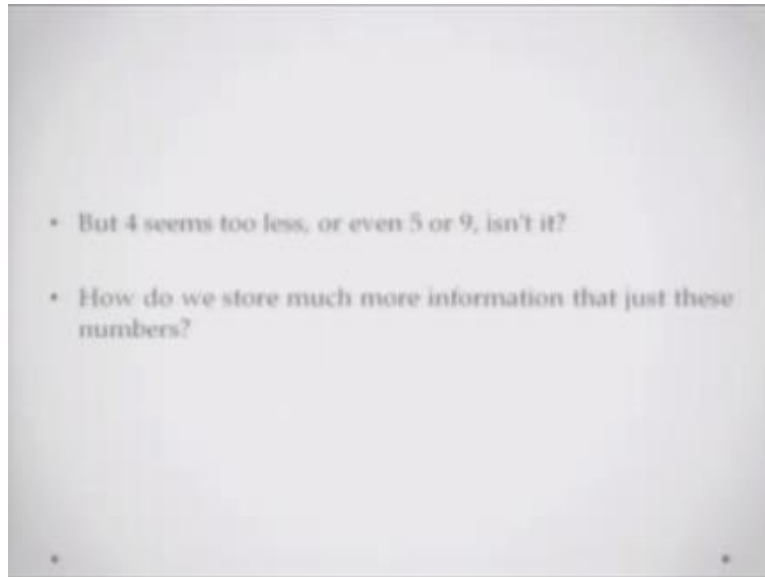 • But 4 seems too less, or even 5 or 9, isn't it?
• How do we store much more information that just these
numbers?